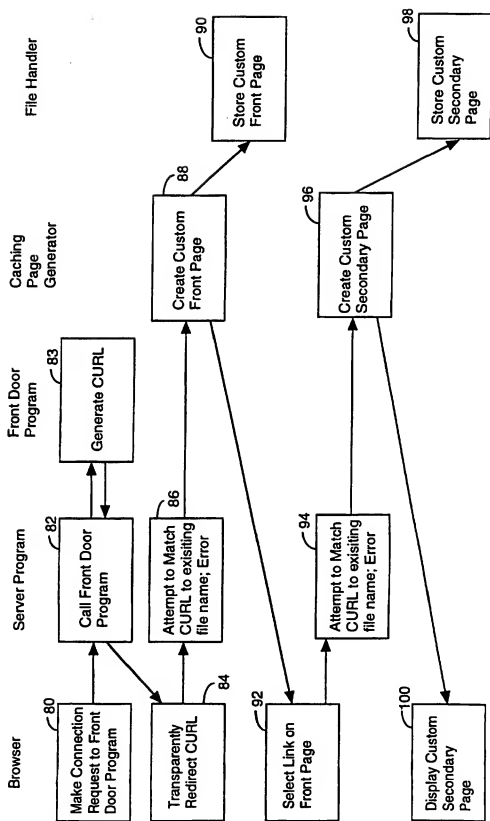 Browser
Server Program
Front Door
Program
Caching
Page
Generator
File Handler
80
Make Connection
Request to Front
Door Program
82
Call Front Door
Program
83
Generate CURL
84
Transparently
Redirect CURL
86
Attempt to Match
CURL to exisiting
file name; Error
88
Create Custom
Front Page
90
Store Custom
Front Page
92
Select Link on
Front Page
94
Attempt to Match
CURL to exisiting
file name; Error
96
Create Custom
Secondary Page
98
Store Custom
Secondary
Page
100
Display Custom
Secondary
Page